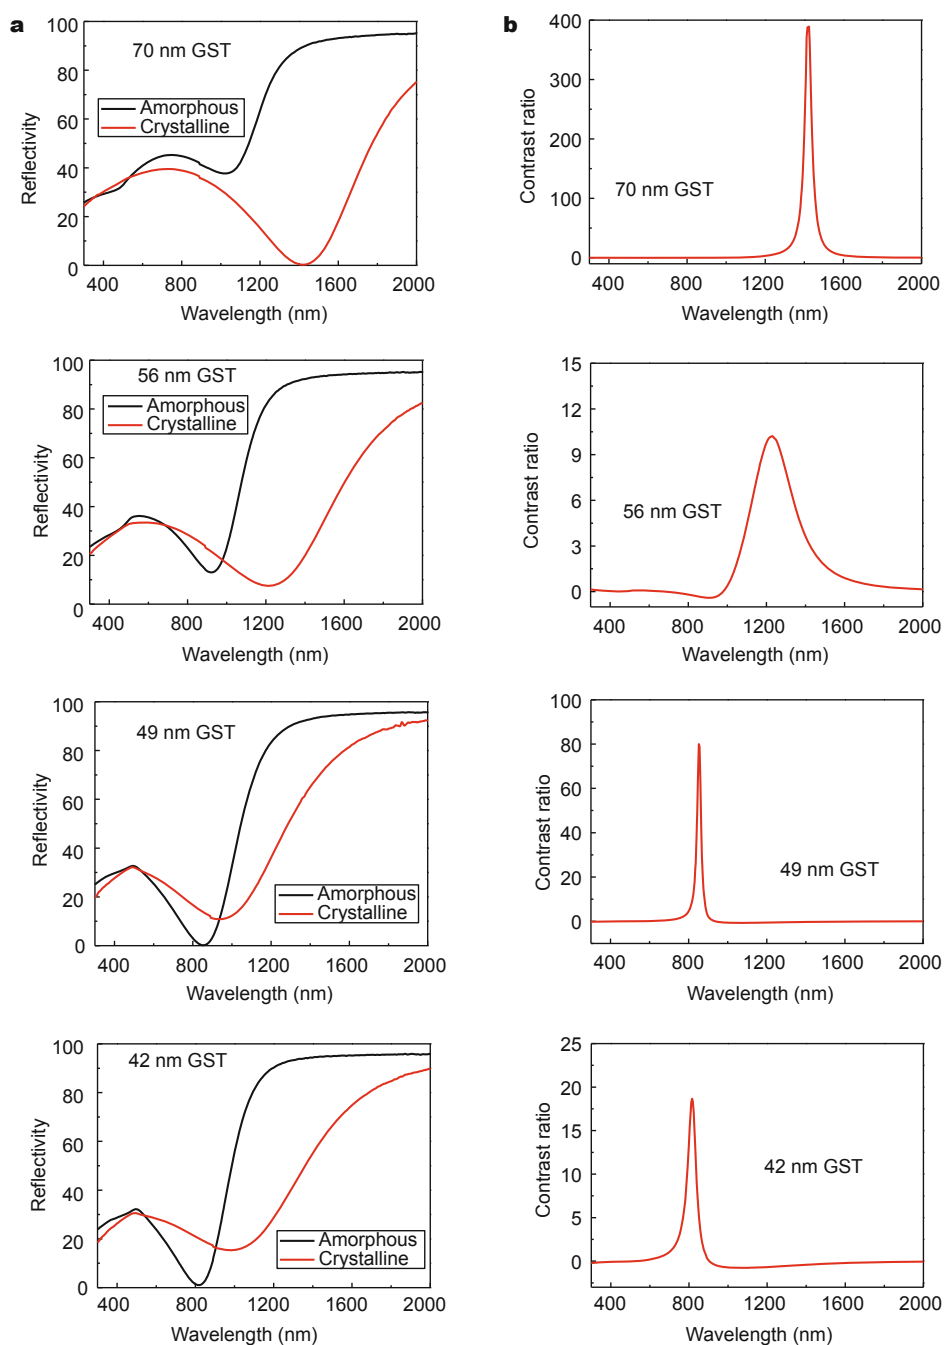 a
70 nm GST
Amorphous
Crystalline
Reflectivity
100
80
60
40
20
0
400 800 1200 1600 2000
Wavelength (nm)
b
Contrast ratio
400
300
200
100
0
70 nm GST
400 800 1200 1600 2000
Wavelength (nm)
56 nm GST
Amorphous
Crystalline
Reflectivity
100
80
60
40
20
0
400 800 1200 1600 2000
Wavelength (nm)
Contrast ratio
15
12
9
6
3
0
56 nm GST
400 800 1200 1600 2000
Wavelength (nm)
49 nm GST
Amorphous
Crystalline
Reflectivity
100
80
60
40
20
0
400 800 1200 1600 2000
Wavelength (nm)
Contrast ratio
100
80
60
40
20
0
49 nm GST
400 800 1200 1600 2000
Wavelength (nm)
42 nm GST
Amorphous
Crystalline
Reflectivity
100
80
60
40
20
0
400 800 1200 1600 2000
Wavelength (nm)
Contrast ratio
25
20
15
10
5
0
42 nm GST
400 800 1200 1600 2000
Wavelength (nm)